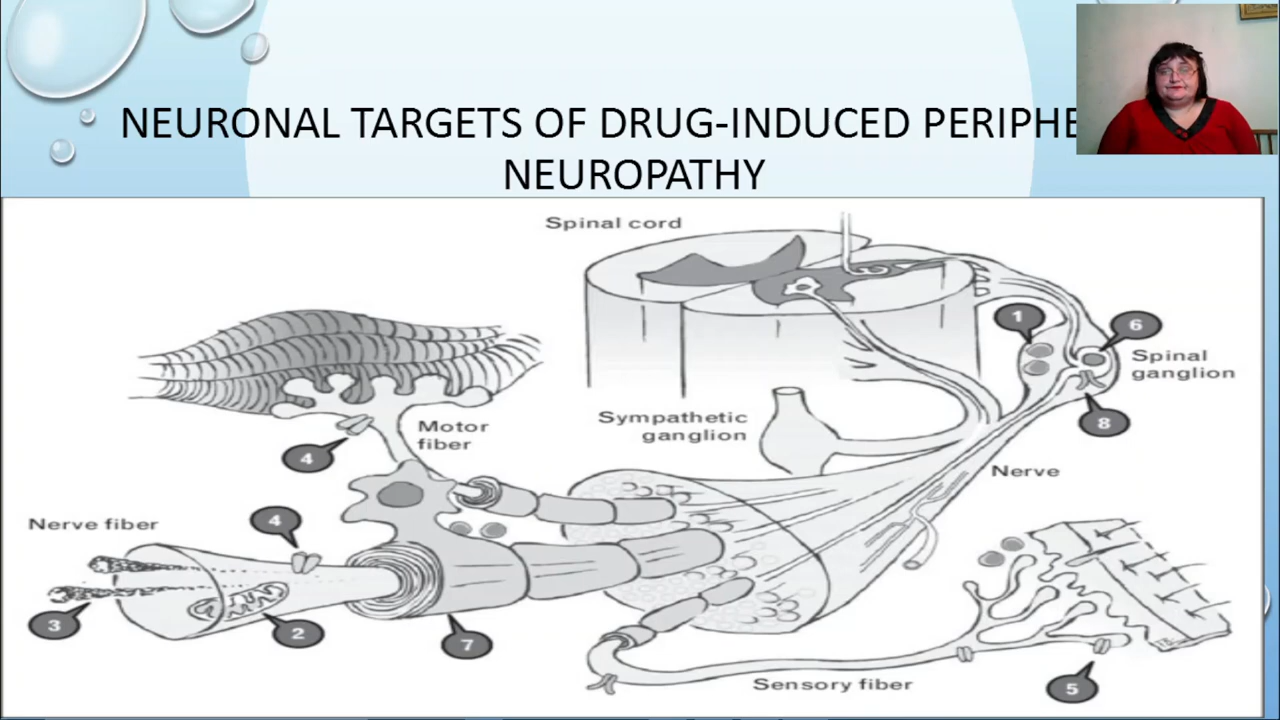 NEURONAL TARGETS OF DRUG-INDUCED PERIPHE
NEUROPATHY
Spinal cord
1
6
Spinal
ganglion
Sympathetic
ganglion
Motor
fiber
8
4
Nerve
Nerve fiber
4
3
2
7
Sensory fiber
5